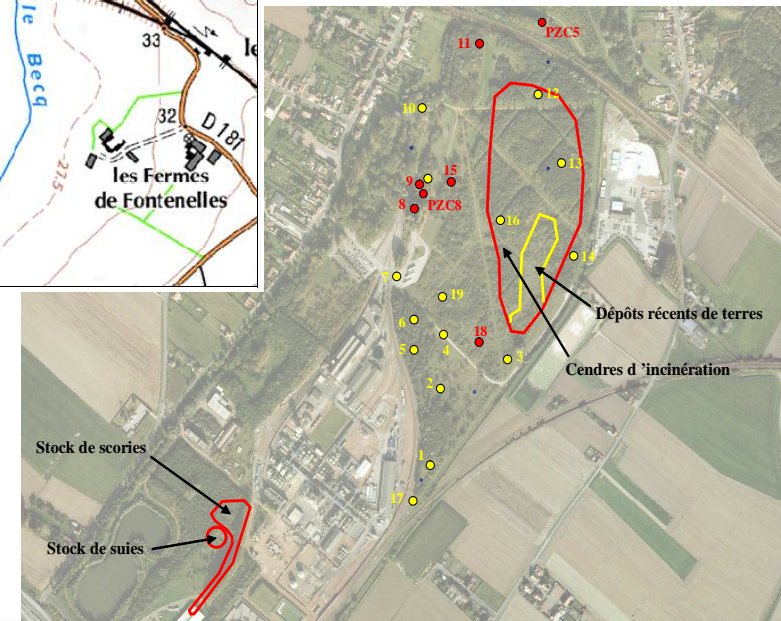 le Becq
33
le
32
D 181
27.5
les Fermes
de Fontenelles
PZC5
11
12
10
13
9
15
8
PZC8
16
14
7
19
6
18
5
4
3
2
1
17
Dépôts récents de terres
Cendres d 'incinération
Stock de scories
Stock de suies